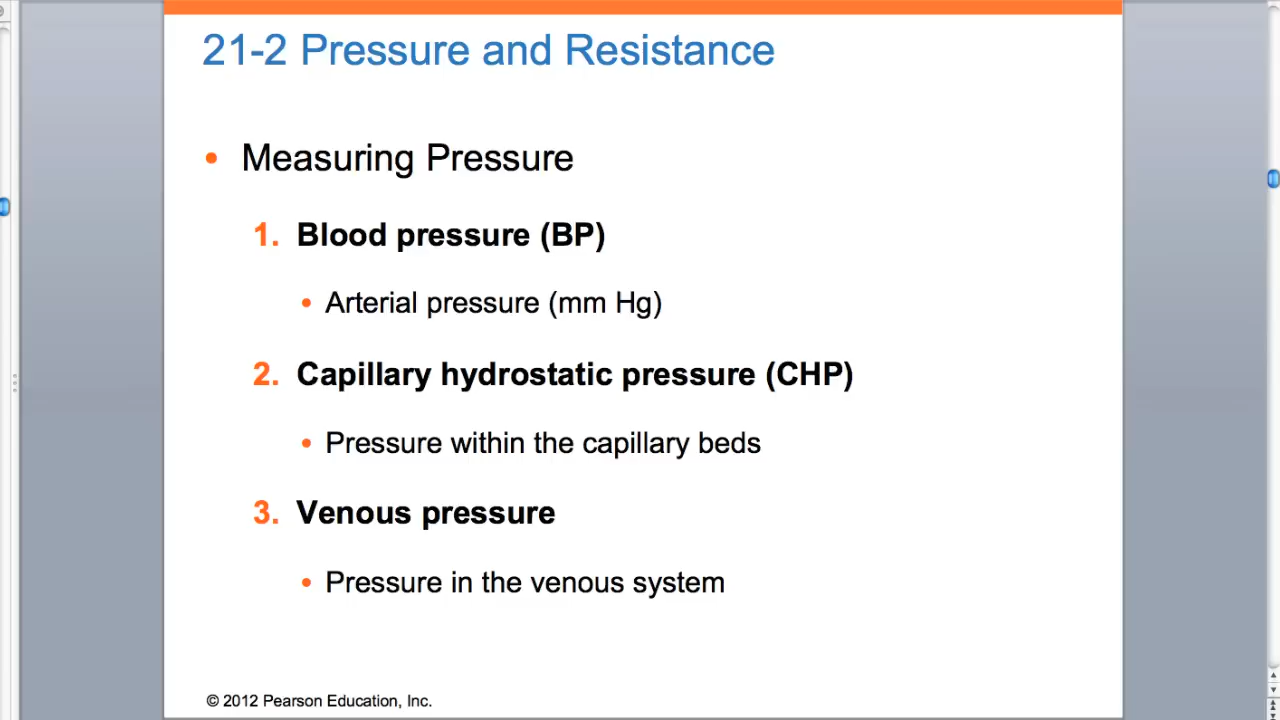 21-2 Pressure and Resistance
• Measuring Pressure
1. Blood pressure (BP)
• Arterial pressure (mm Hg)
2. Capillary hydrostatic pressure (CHP)
• Pressure within the capillary beds
3. Venous pressure
• Pressure in the venous system
© 2012 Pearson Education, Inc.